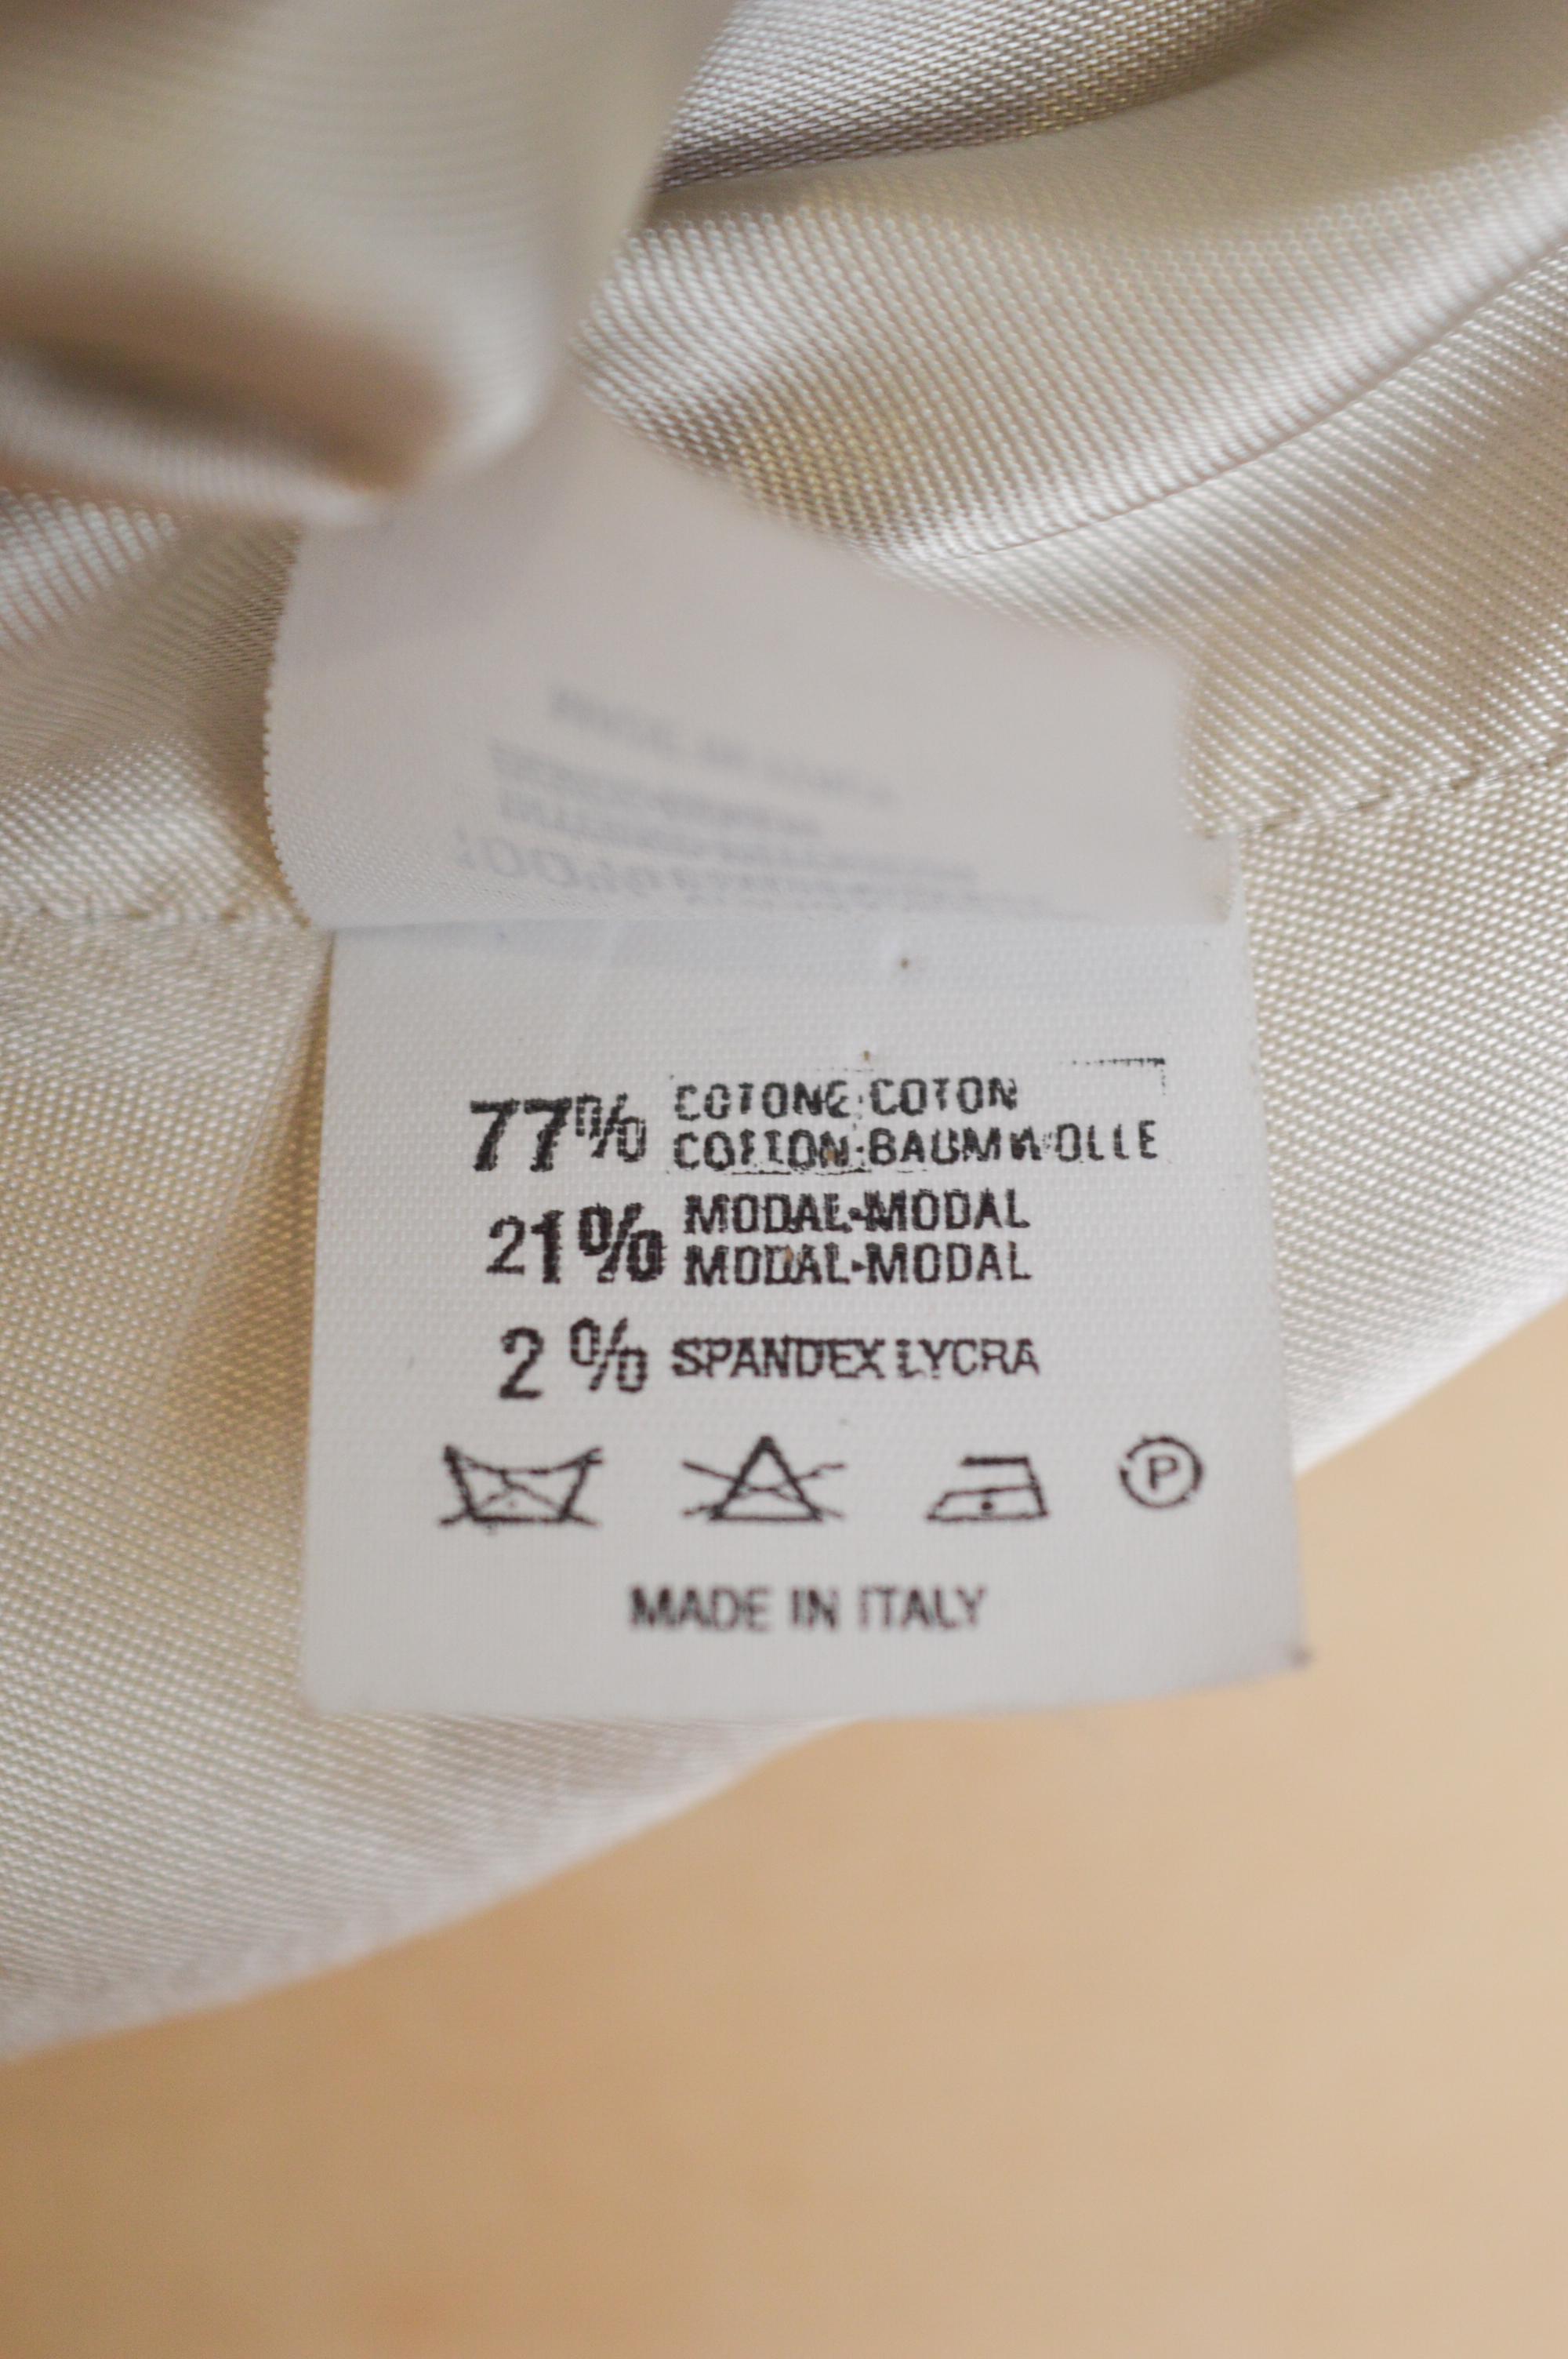 77% COTONE·COTON
COTTON·BAUMWOLLE
21% MODAL·MODAL
MODAL·MODAL
2 % SPANDEX LYCRA
P
MADE IN ITALY